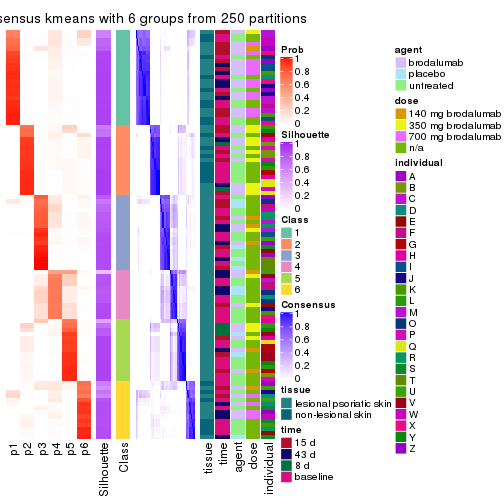 sensus kmeans with 6 groups from 250 partitions
Prob
1
0.8
0.6
0.4
0.2
0
Silhouette
1
0.8
0.6
0.4
0.2
0
Class
1
2
3
4
5
6
Consensus
1
0.8
0.6
0.4
0.2
0
tissue
lesional psoriatic skin
non-lesional skin
time
15 d
43 d
8 d
baseline
agent
brodalumab
placebo
untreated
dose
140 mg brodalumab
350 mg brodalumab
700 mg brodalumab
n/a
individual
A
B
C
D
E
F
G
H
I
J
K
L
M
O
P
Q
R
S
T
U
V
W
X
Y
Z
p1
p2
p3
p4
p5
p6
Silhouette
Class
tissue
time
agent
dose
individual